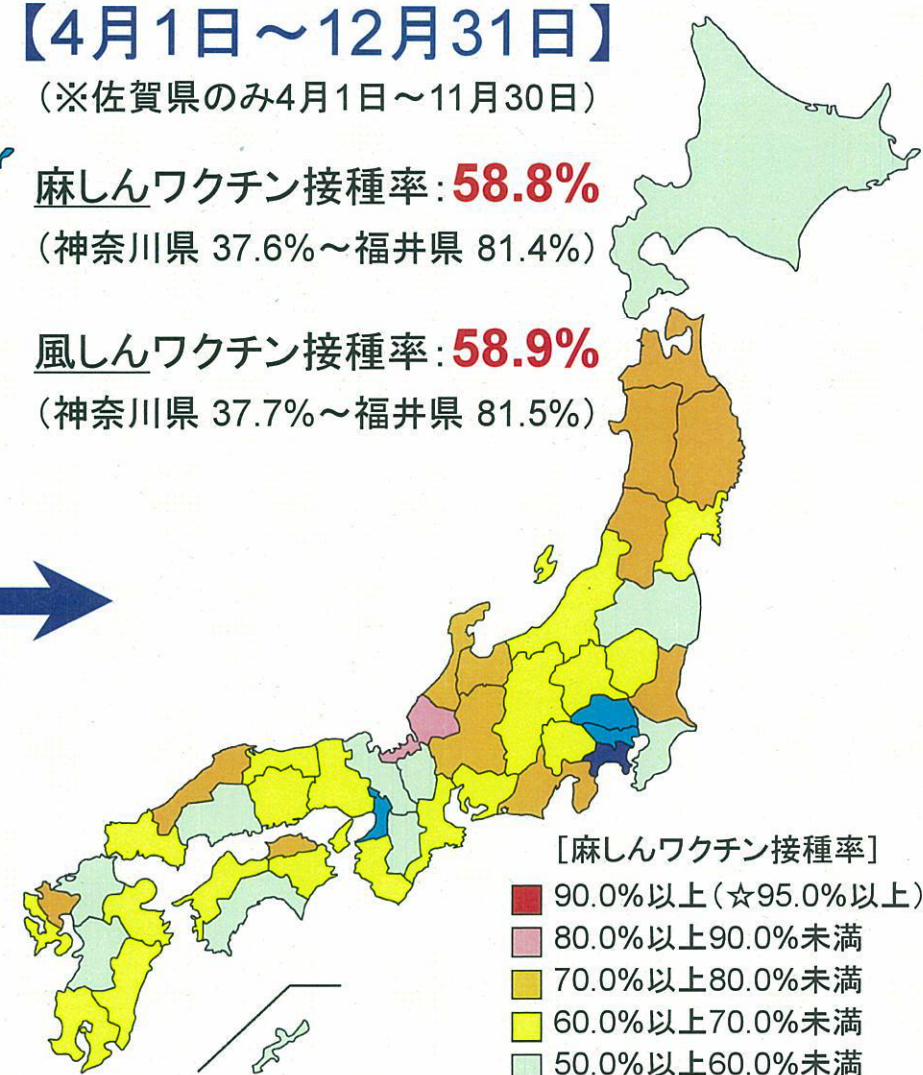 【4月1日～12月31日】
（※佐賀県のみ4月1日～11月30日）
麻しんワクチン接種率：58.8%
（神奈川県 37.6%～福井県 81.4%）
風しんワクチン接種率：58.9%
（神奈川県 37.7%～福井県 81.5%）
［麻しんワクチン接種率］
90.0%以上（☆95.0%以上）
80.0%以上90.0%未満
70.0%以上80.0%未満
60.0%以上70.0%未満
50.0%以上60.0%未満